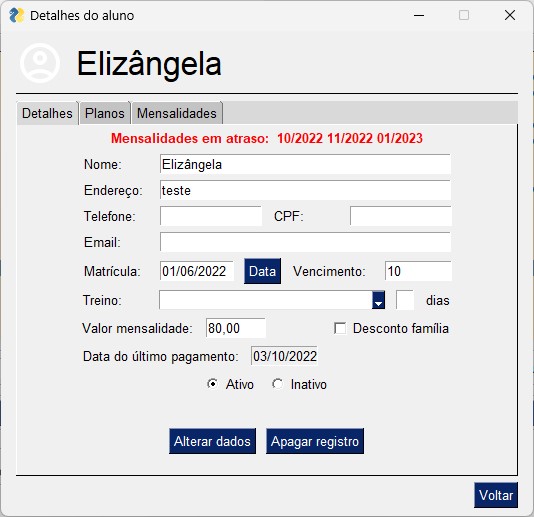 Detalhes do aluno
Elizângela
Detalhes Planos Mensalidades
Mensalidades em atraso: 10/2022 11/2022 01/2023
Nome: Elizângela
Endereço: teste
Telefone: CPF:
Email:
Matrícula: 01/06/2022 Data Vencimento: 10
Treino: dias
Valor mensalidade: 80,00 Desconto família
Data do último pagamento: 03/10/2022
Ativo Inativo
Alterar dados Apagar registro
Voltar